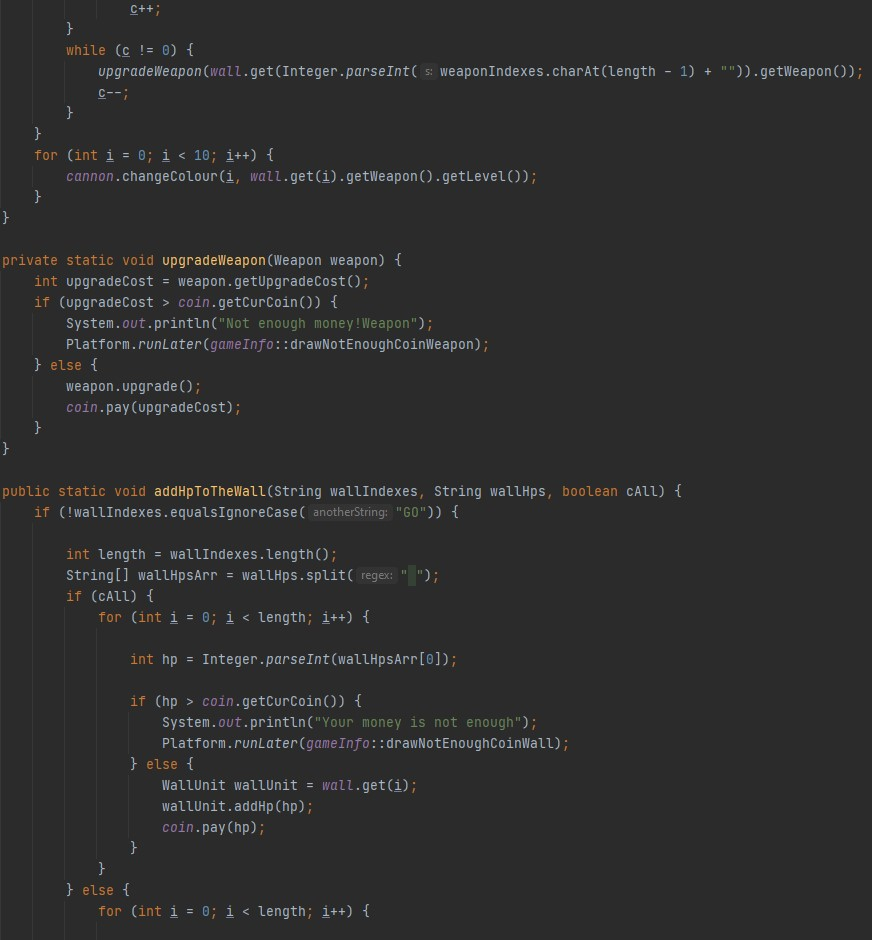 c++;
        }
        while (c != 0) {
            upgradeWeapon(wall.get(Integer.parseInt( s: weaponIndexes.charAt(length - 1) + "")).getWeapon());
            c--;
        }
    }
    for (int i = 0; i < 10; i++) {
        cannon.changeColour(i, wall.get(i).getWeapon().getLevel());
    }
}

private static void upgradeWeapon(Weapon weapon) {
    int upgradeCost = weapon.getUpgradeCost();
    if (upgradeCost > coin.getCurCoin()) {
        System.out.println("Not enough money!Weapon");
        Platform.runLater(gameInfo::drawNotEnoughCoinWeapon);
    } else {
        weapon.upgrade();
        coin.pay(upgradeCost);
    }
}

public static void addHpToTheWall(String wallIndexes, String wallHps, boolean cAll) {
    if (!wallIndexes.equalsIgnoreCase( anotherString: "GO")) {

        int length = wallIndexes.length();
        String[] wallHpsArr = wallHps.split( regex: " ");
        if (cAll) {
            for (int i = 0; i < length; i++) {

                int hp = Integer.parseInt(wallHpsArr[0]);

                if (hp > coin.getCurCoin()) {
                    System.out.println("Your money is not enough");
                    Platform.runLater(gameInfo::drawNotEnoughCoinWall);
                } else {
                    WallUnit wallUnit = wall.get(i);
                    wallUnit.addHp(hp);
                    coin.pay(hp);
                }
            }
        } else {
            for (int i = 0; i < length; i++) {